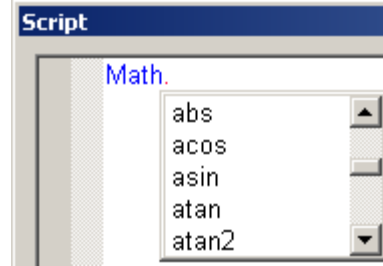 Script
Math.
abs
acos
asin
atan
atan2